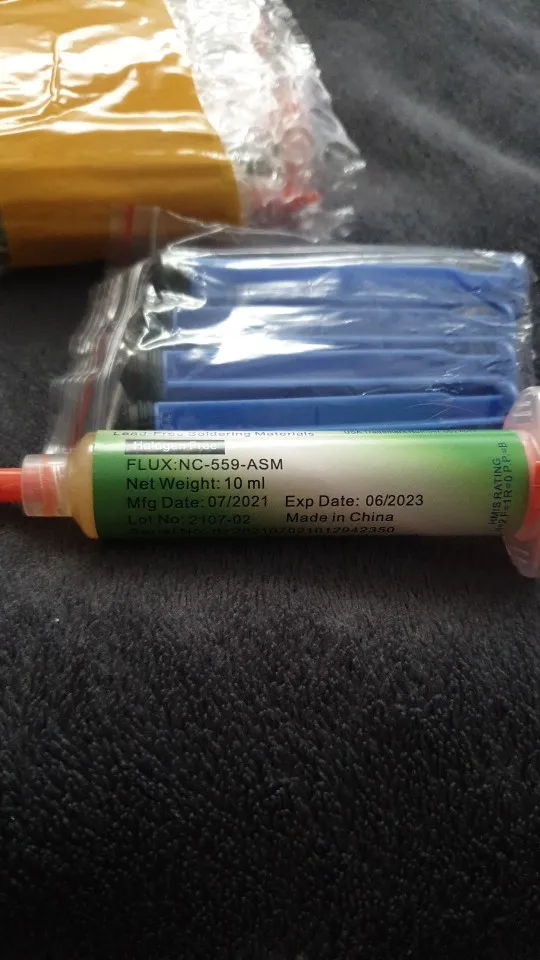 Lead-Free Soldering Materials
Halogen Free
FLUX:NC-559-ASM
Net Weight: 10 ml
Mfg Date: 07/2021 Exp Date: 06/2023
Lot No: 2107-02 Made in China
HMIS RATING